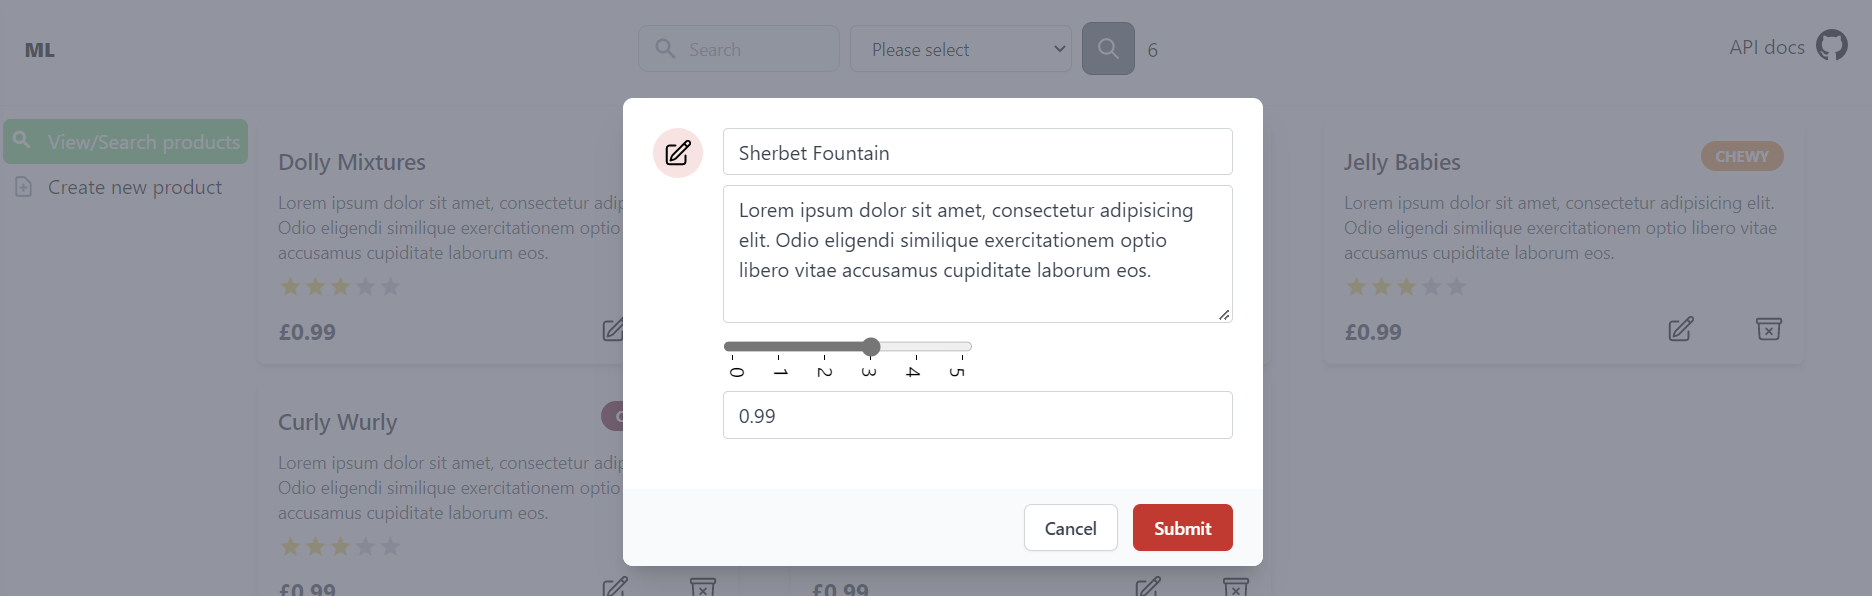 ML
Search
Please select
6
API docs
View/Search products
Create new product
Dolly Mixtures
Lorem ipsum dolor sit amet, consectetur
Odio eligendi similique exercitationem optio
accusamus cupiditate laborum eos.
£0.99
Sherbet Fountain
Lorem ipsum dolor sit amet, consectetur adipisicing
elit. Odio eligendi similique exercitationem optio
libero vitae accusamus cupiditate laborum eos.
0 1 2 3 4 5
0.99
Cancel
Submit
Jelly Babies
CHEWY
Lorem ipsum dolor sit amet, consectetur adipisicing elit.
Odio eligendi similique exercitationem optio libero vitae
accusamus cupiditate laborum eos.
£0.99
Curly Wurly
Lorem ipsum dolor sit amet, consectetur
Odio eligendi similique exercitationem optio
accusamus cupiditate laborum eos.
£0.99
£0.99